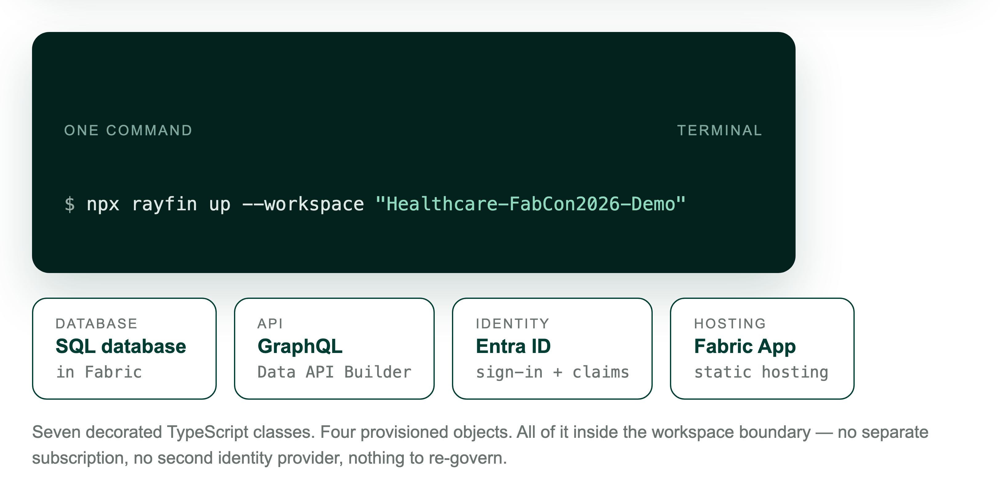 ONE COMMAND TERMINAL
$ npx rayfin up --workspace "Healthcare-FabCon2026-Demo"
DATABASE
SQL database
in Fabric
API
GraphQL
Data API Builder
IDENTITY
Entra ID
sign-in + claims
HOSTING
Fabric App
static hosting
Seven decorated TypeScript classes. Four provisioned objects. All of it inside the workspace boundary — no separate
subscription, no second identity provider, nothing to re-govern.